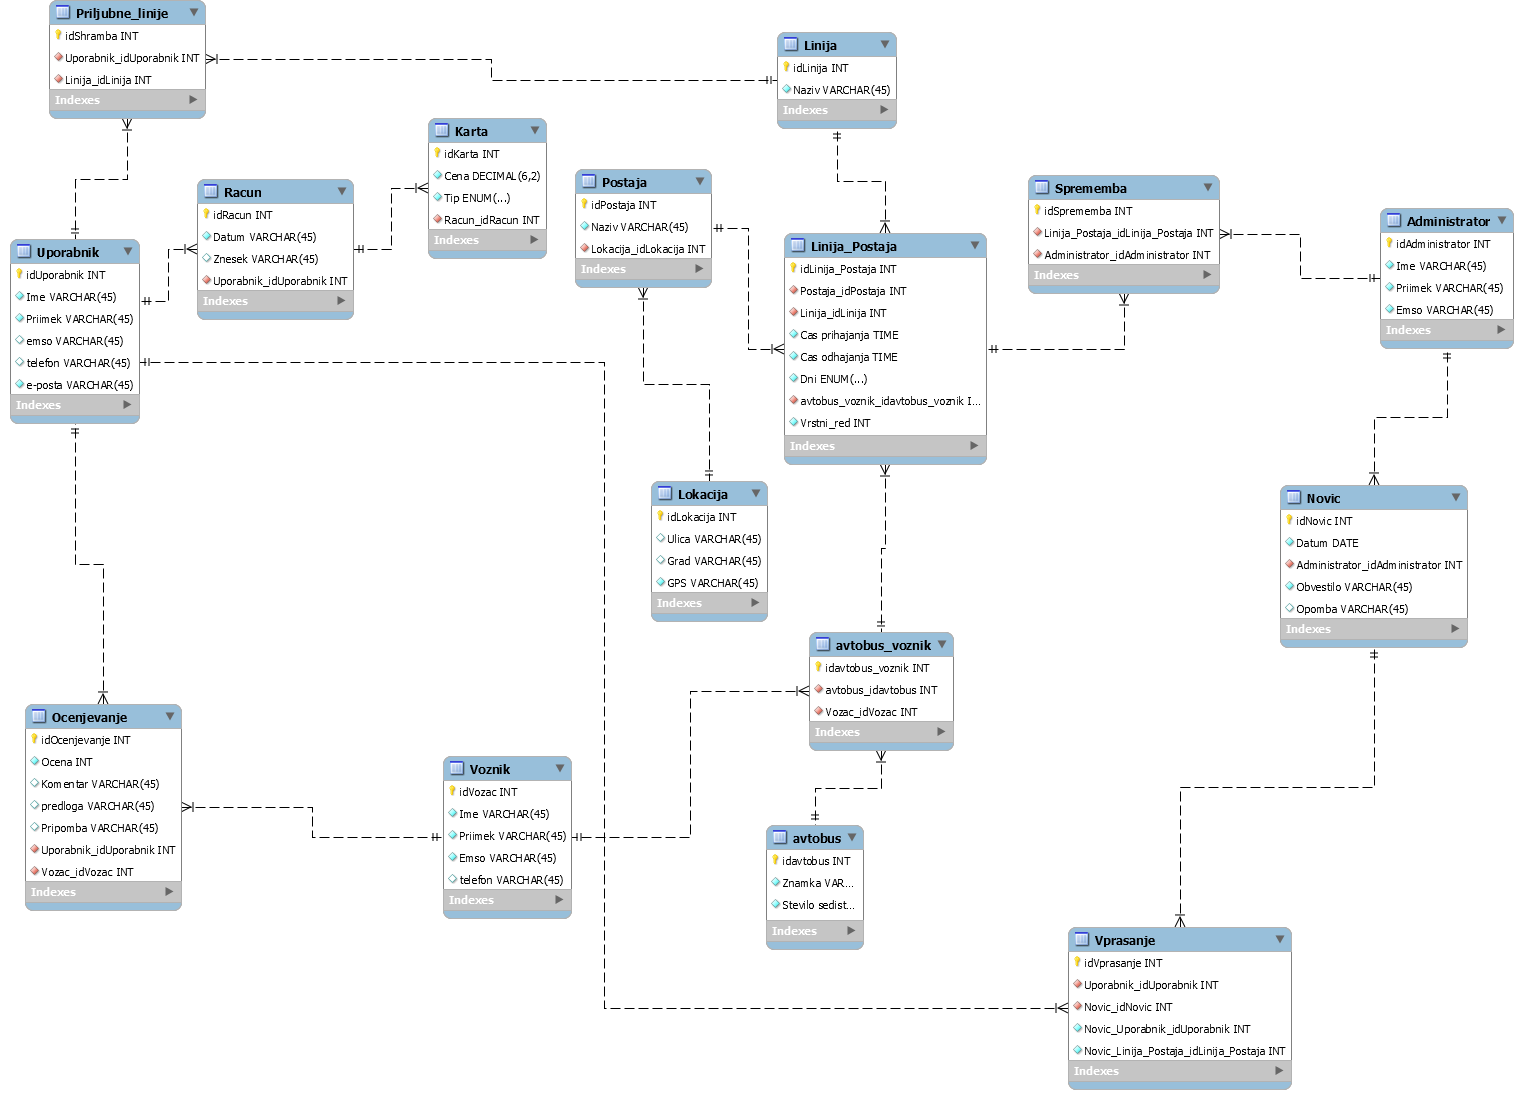 Priljubne_linije
idShramba INT
Uporabnik_idUporabnik INT
Linija_idLinija INT
Indexes
Linija
idLinija INT
Naziv VARCHAR(45)
Indexes
Karta
idKarta INT
Cena DECIMAL(6,2)
Tip ENUM(...)
Racun_idRacun INT
Indexes
Racun
idRacun INT
Datum VARCHAR(45)
Znesek VARCHAR(45)
Uporabnik_idUporabnik INT
Indexes
Postaja
idPostaja INT
Naziv VARCHAR(45)
Lokacija_idLokacija INT
Indexes
Sprememba
idSprememba INT
Linija_Postaja_idLinija_Postaja INT
Administrator_idAdministrator INT
Indexes
Administrator
idAdministrator INT
Ime VARCHAR(45)
Priimek VARCHAR(45)
Emso VARCHAR(45)
Indexes
Uporabnik
idUporabnik INT
Ime VARCHAR(45)
Priimek VARCHAR(45)
emso VARCHAR(45)
telefon VARCHAR(45)
e-posta VARCHAR(45)
Indexes
Linija_Postaja
idLinija_Postaja INT
Postaja_idPostaja INT
Linija_idLinija INT
Cas prihajanja TIME
Cas odhajanja TIME
Dni ENUM(...)
avtobus_voznik_idavtobus_voznik I...
Vrstni_red INT
Indexes
Lokacija
idLokacija INT
Ulica VARCHAR(45)
Grad VARCHAR(45)
GPS VARCHAR(45)
Indexes
Novic
idNovic INT
Datum DATE
Administrator_idAdministrator INT
Obvestilo VARCHAR(45)
Opomba VARCHAR(45)
Indexes
avtobus_voznik
idavtobus_voznik INT
avtobus_idavtobus INT
Vozac_idVozac INT
Indexes
Ocenjevanje
idOcenjevanje INT
Ocena INT
Komentar VARCHAR(45)
predloga VARCHAR(45)
Pripomba VARCHAR(45)
Uporabnik_idUporabnik INT
Vozac_idVozac INT
Indexes
Voznik
idVozac INT
Ime VARCHAR(45)
Priimek VARCHAR(45)
Emso VARCHAR(45)
telefon VARCHAR(45)
Indexes
avtobus
idavtobus INT
Znamka VAR...
Stevilo sedist...
Indexes
Vprasanje
idVprasanje INT
Uporabnik_idUporabnik INT
Novic_idNovic INT
Novic_Uporabnik_idUporabnik INT
Novic_Linija_Postaja_idLinija_Postaja INT
Indexes